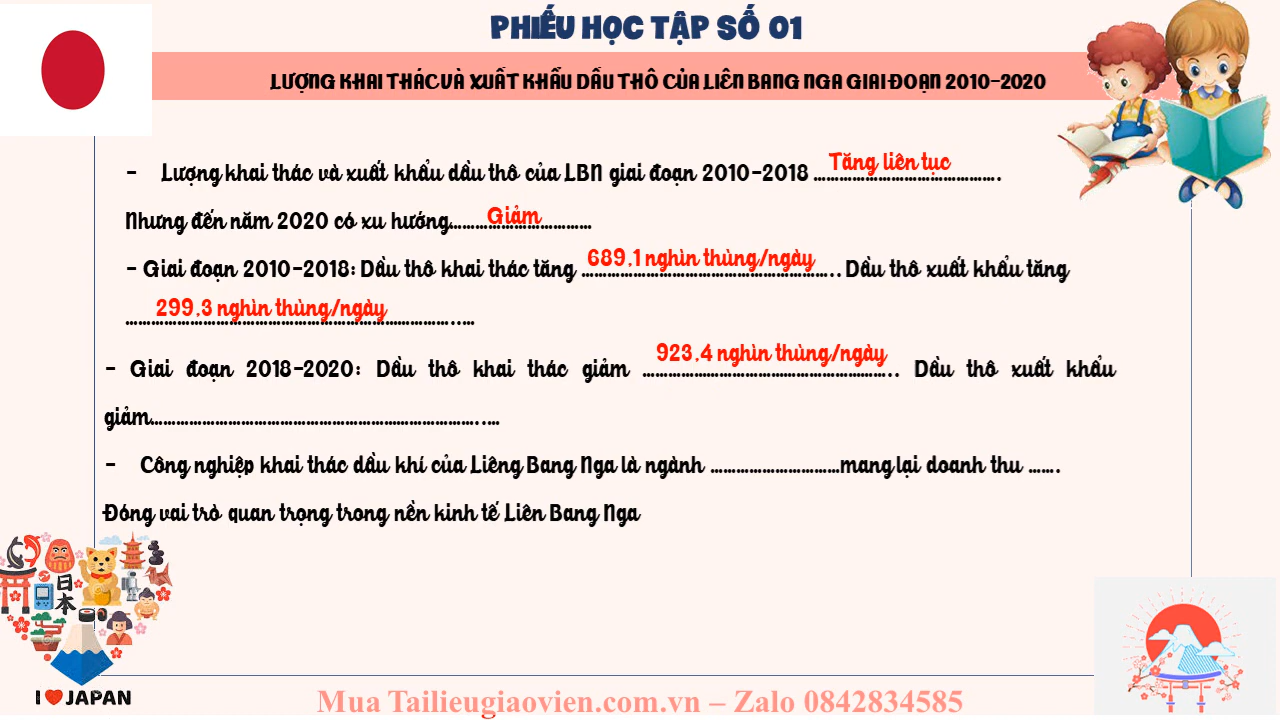 PHIẾU HỌC TẬP SỐ 01
LƯỢNG KHAI THÁC VÀ XUẤT KHẨU DẦU THÔ CỦA LIÊN BANG NGA GIAI ĐOẠN 2010-2020
- Lượng khai thác và xuất khẩu dầu thô của LBN giai đoạn 2010-2018 Tăng liên tục …………………………………….
Nhưng đến năm 2020 có xu hướng Giảm ……………………………
- Giai đoạn 2010-2018: Dầu thô khai thác tăng 689,1 nghìn thùng/ngày ………………………………………………….. Dầu thô xuất khẩu tăng
299,3 nghìn thùng/ngày ……………………………………………………………………..…
- Giai đoạn 2018-2020: Dầu thô khai thác giảm 923,4 nghìn thùng/ngày ………………………………………………….. Dầu thô xuất khẩu
giảm……………………………………………………………………..…
- Công nghiệp khai thác dầu khí của Liêng Bang Nga là ngành …………………………mang lại doanh thu …….
Đóng vai trò quan trọng trong nền kinh tế Liên Bang Nga
日
本
I JAPAN
Mua Tailieugiaovien.com.vn – Zalo 0842834585